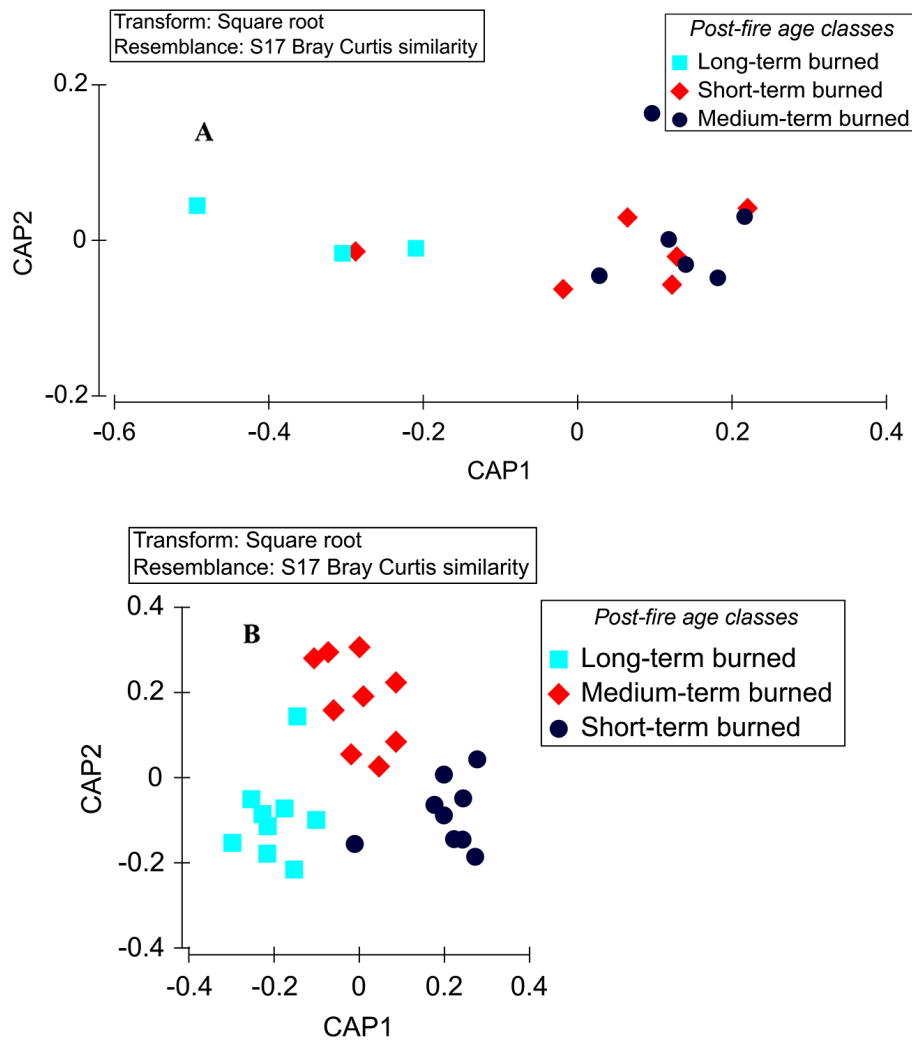 Transform: Square root
Resemblance: S17 Bray Curtis similarity
Post-fire age classes
Long-term burned
Short-term burned
Medium-term burned
A
0.2
0
-0.2
CAP2
-0.6
-0.4
-0.2
0
0.2
0.4
CAP1
Transform: Square root
Resemblance: S17 Bray Curtis similarity
Post-fire age classes
Long-term burned
Medium-term burned
Short-term burned
B
0.4
0.2
0
-0.2
-0.4
CAP2
-0.4
-0.2
0
0.2
0.4
CAP1